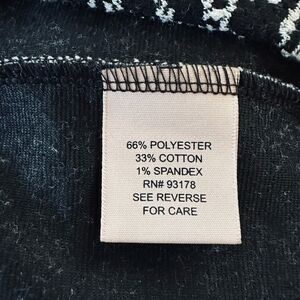 66% POLYESTER
33% COTTON
1% SPANDEX
RN# 93178
SEE REVERSE
FOR CARE